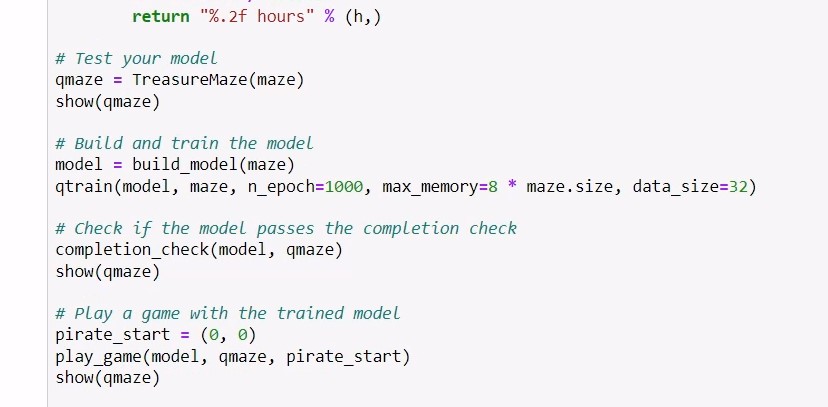 return "%.2f hours" % (h,)
# Test your model
qmaze = TreasureMaze(maze)
show(qmaze)
# Build and train the model
model = build_model(maze)
qtrain(model, maze, n_epoch=1000, max_memory=8 * maze.size, data_size=32)
# Check if the model passes the completion check
completion_check(model, qmaze)
show(qmaze)
# Play a game with the trained model
pirate_start = (0, 0)
play_game(model, qmaze, pirate_start)
show(qmaze)